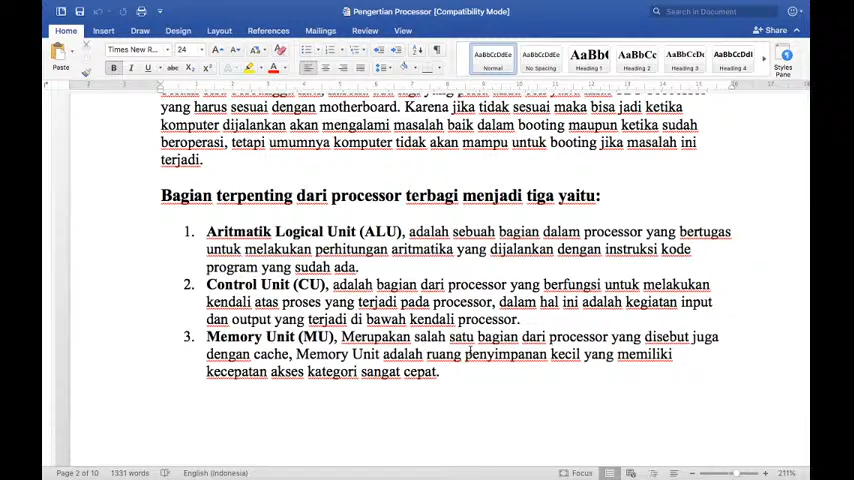 Pengertian Processor [Compatibility Mode]
Search in Document
Home Insert Draw Design Layout References Mailings Review View
Share
Paste
Times New R... 24
B I U abc X₂ X²
AaBbCcDdEe AaBbCcDdEe AaBbC AaBbCc AaBbCcDc AaBbCcDdI
Normal No Spacing Heading 1 Heading 2 Heading 3 Heading 4
Styles
Pane
yang harus sesuai dengan motherboard. Karena jika tidak sesuai maka bisa jadi ketika
komputer dijalankan akan mengalami masalah baik dalam booting maupun ketika sudah
beroperasi, tetapi umumnya komputer tidak akan mampu untuk booting jika masalah ini
terjadi.
Bagian terpenting dari processor terbagi menjadi tiga yaitu:
1. Aritmatik Logical Unit (ALU), adalah sebuah bagian dalam processor yang bertugas
untuk melakukan perhitungan aritmatika yang dijalankan dengan instruksi kode
program yang sudah ada.
2. Control Unit (CU), adalah bagian dari processor yang berfungsi untuk melakukan
kendali atas proses yang terjadi pada processor, dalam hal ini adalah kegiatan input
dan output yang terjadi di bawah kendali processor.
3. Memory Unit (MU), Merupakan salah satu bagian dari processor yang disebut juga
dengan cache, Memory Unit adalah ruang penyimpanan kecil yang memiliki
kecepatan akses kategori sangat cepat.
Page 2 of 10 1331 words English (Indonesia) Focus 211%